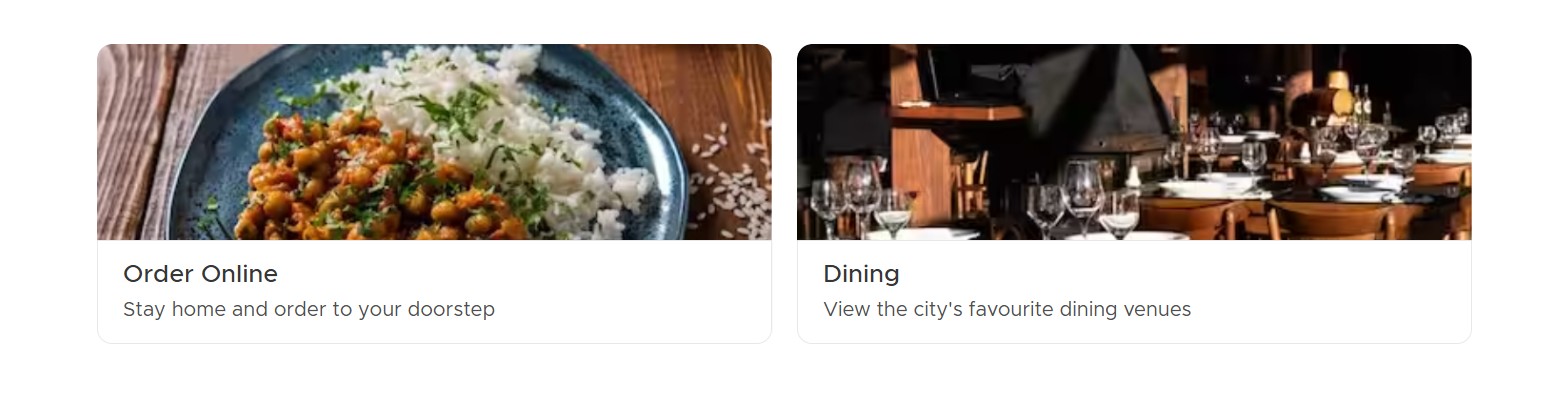 Order Online
Stay home and order to your doorstep
Dining
View the city's favourite dining venues